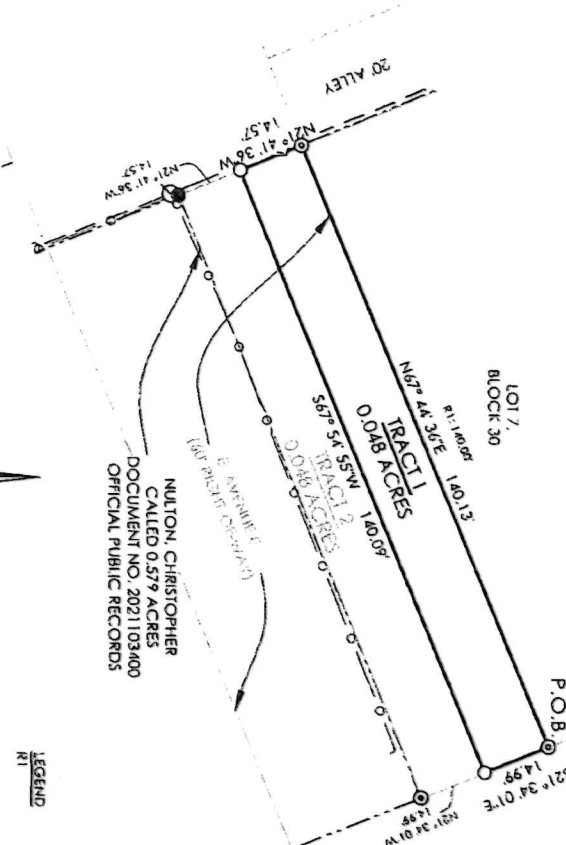 20' ALLEY
N21° 41' 36"W
14.57'
N21° 41' 36"W
14.57'
LOT 7,
BLOCK 30
N67° 44' 36"E 140.13'
R1: 140.00'
TRACT 1
0.048 ACRES
S67° 54' 55"W 140.09'
TRACT 2
0.048 ACRES
E AVENUE
(60' RIGHT-OF-WAY)
NULTON, CHRISTOPHER
CALLED 0.579 ACRES
DOCUMENT NO. 2021103400
OFFICIAL PUBLIC RECORDS
P.O.B.
S21° 34' 01"E
14.99'
N21° 34' 01"W
14.99'
LEGEND
R1